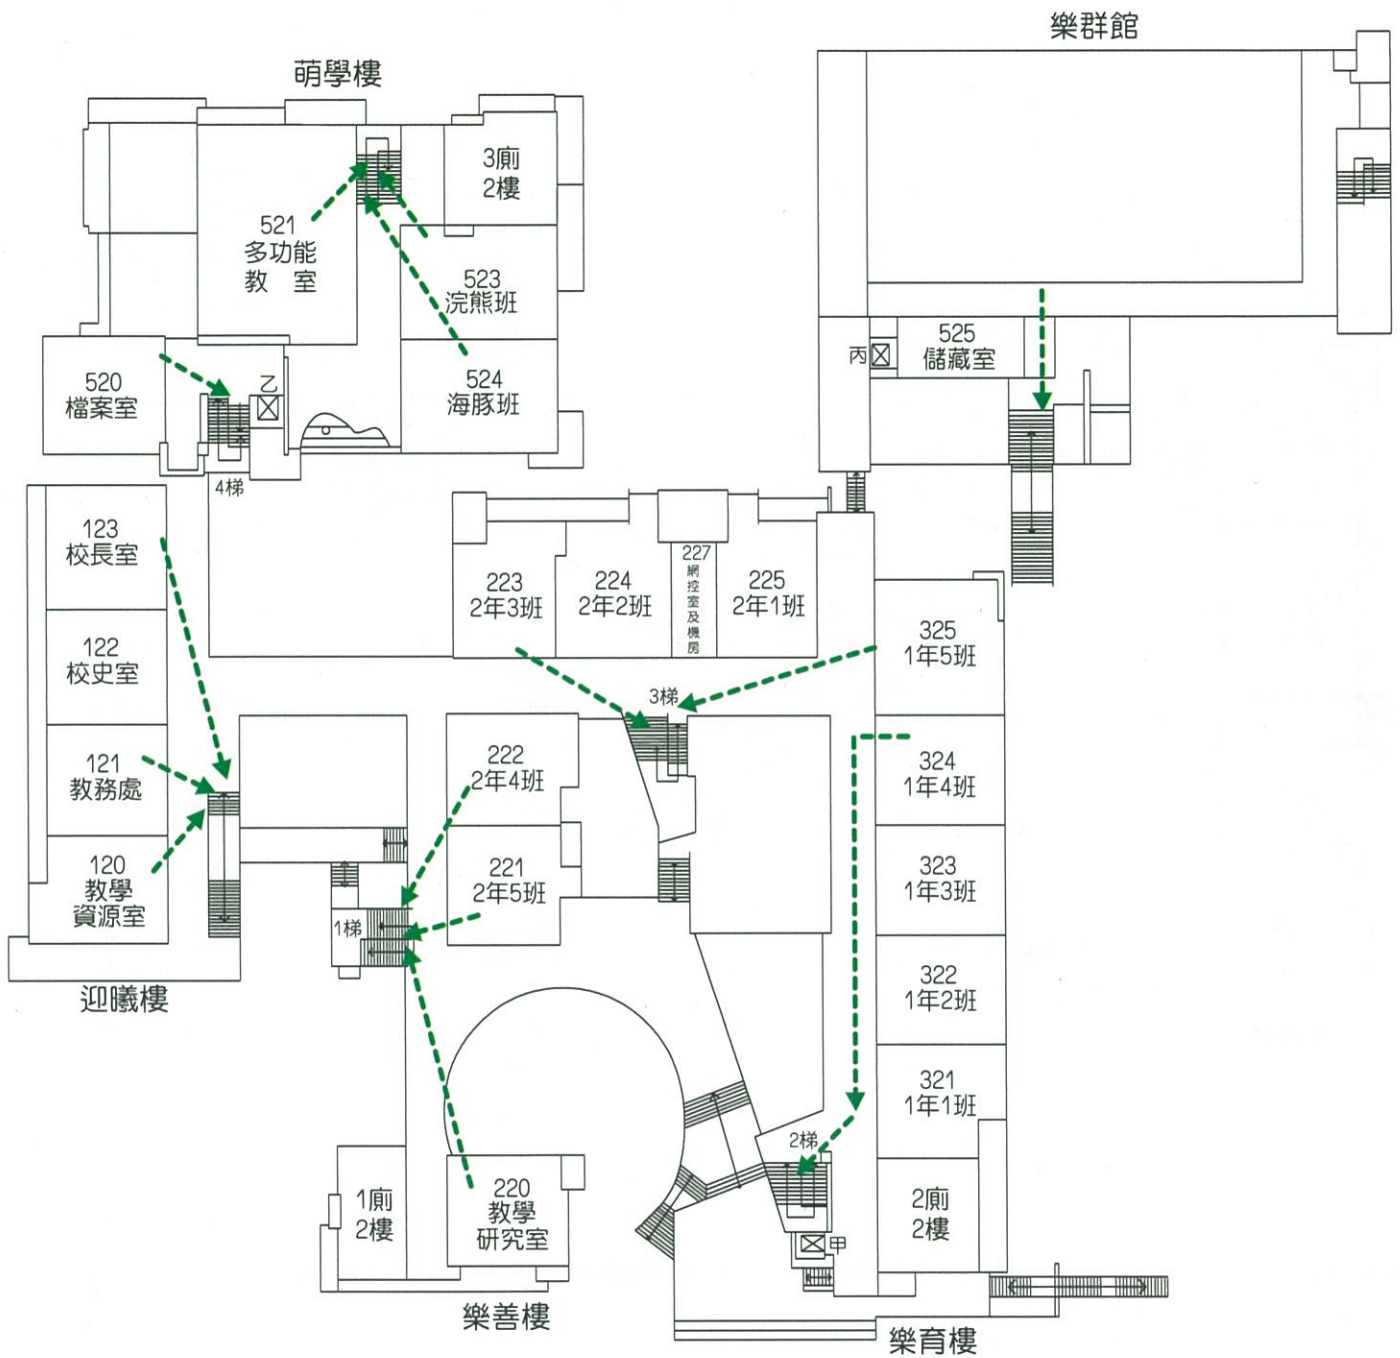 樂群館
萌學樓
3廁
2樓
521
多功能
教 室
523
浣熊班
525
儲藏室
丙
520
檔案室
乙
524
海豚班
4梯
123
校長室
223
2年3班
224
2年2班
227
網
控
室
及
機
房
225
2年1班
325
1年5班
122
校史室
3梯
121
教務處
222
2年4班
324
1年4班
120
教學
資源室
221
2年5班
323
1年3班
1梯
322
1年2班
迎曦樓
321
1年1班
2梯
1廁
2樓
220
教學
研究室
2廁
2樓
甲
樂善樓
樂育樓